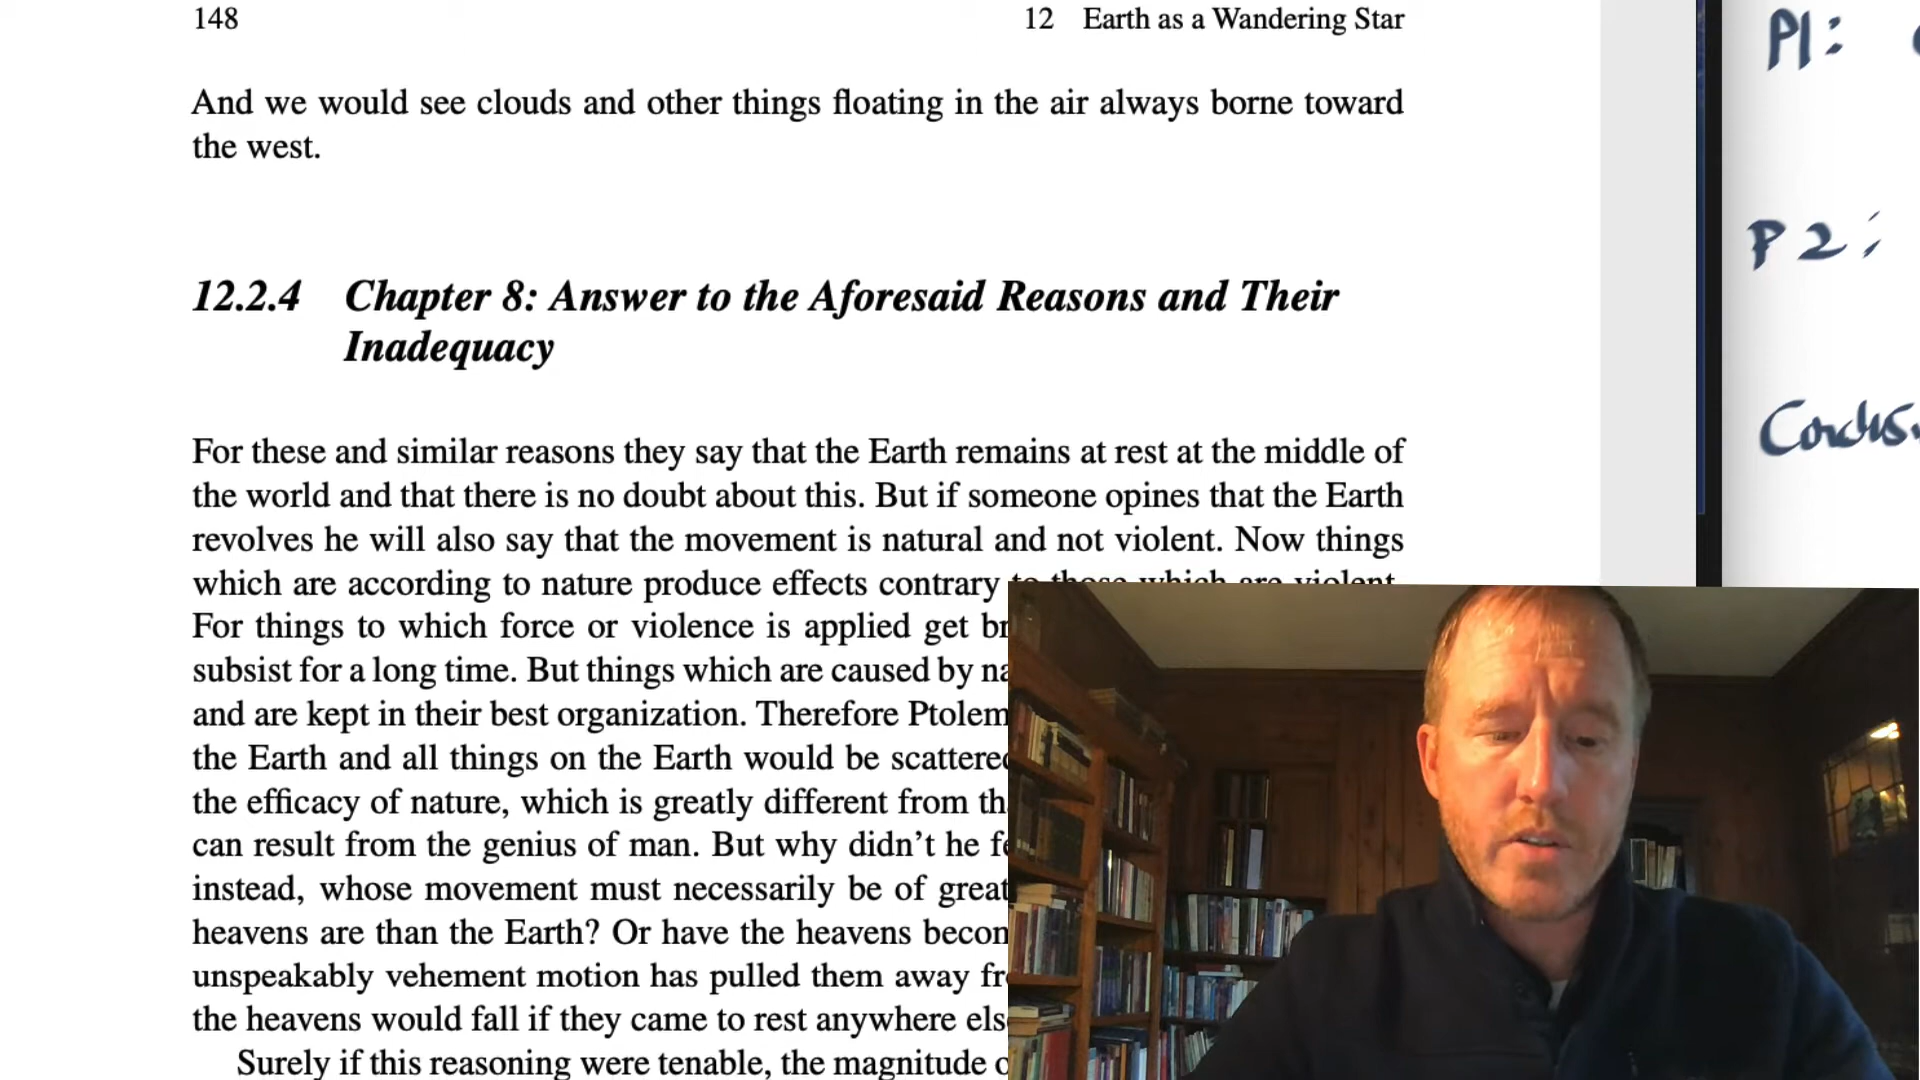 148
12 Earth as a Wandering Star
And we would see clouds and other things floating in the air always borne toward
the west.
12.2.4 Chapter 8: Answer to the Aforesaid Reasons and Their
Inadequacy
For these and similar reasons they say that the Earth remains at rest at the middle of
the world and that there is no doubt about this. But if someone opines that the Earth
revolves he will also say that the movement is natural and not violent. Now things
which are according to nature produce effects contrary to those which are violent.
For things to which force or violence is applied get
subsist for a long time. But things which are caused by
and are kept in their best organization. Therefore
the Earth and all things on the Earth would be
the efficacy of nature, which is greatly different from
can result from the genius of man. But why didn't he
instead, whose movement must necessarily be of
heavens are than the Earth? Or have the heavens
unspeakably vehement motion has pulled them away
the heavens would fall if they came to rest anywhere
Surely if this reasoning were tenable, the magnitude
P1:
P2: